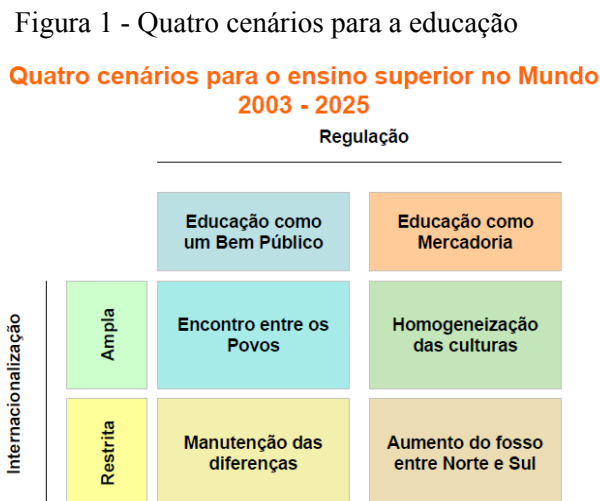 Figura 1 - Quatro cenários para a educação
Quatro cenários para o ensino superior no Mundo
2003 - 2025
Regulação
Educação como
um Bem Público
Educação como
Mercadoria
Internacionalização
Ampla
Encontro entre os
Povos
Homogeneização
das culturas
Restrita
Manutenção das
diferenças
Aumento do fosso
entre Norte e Sul